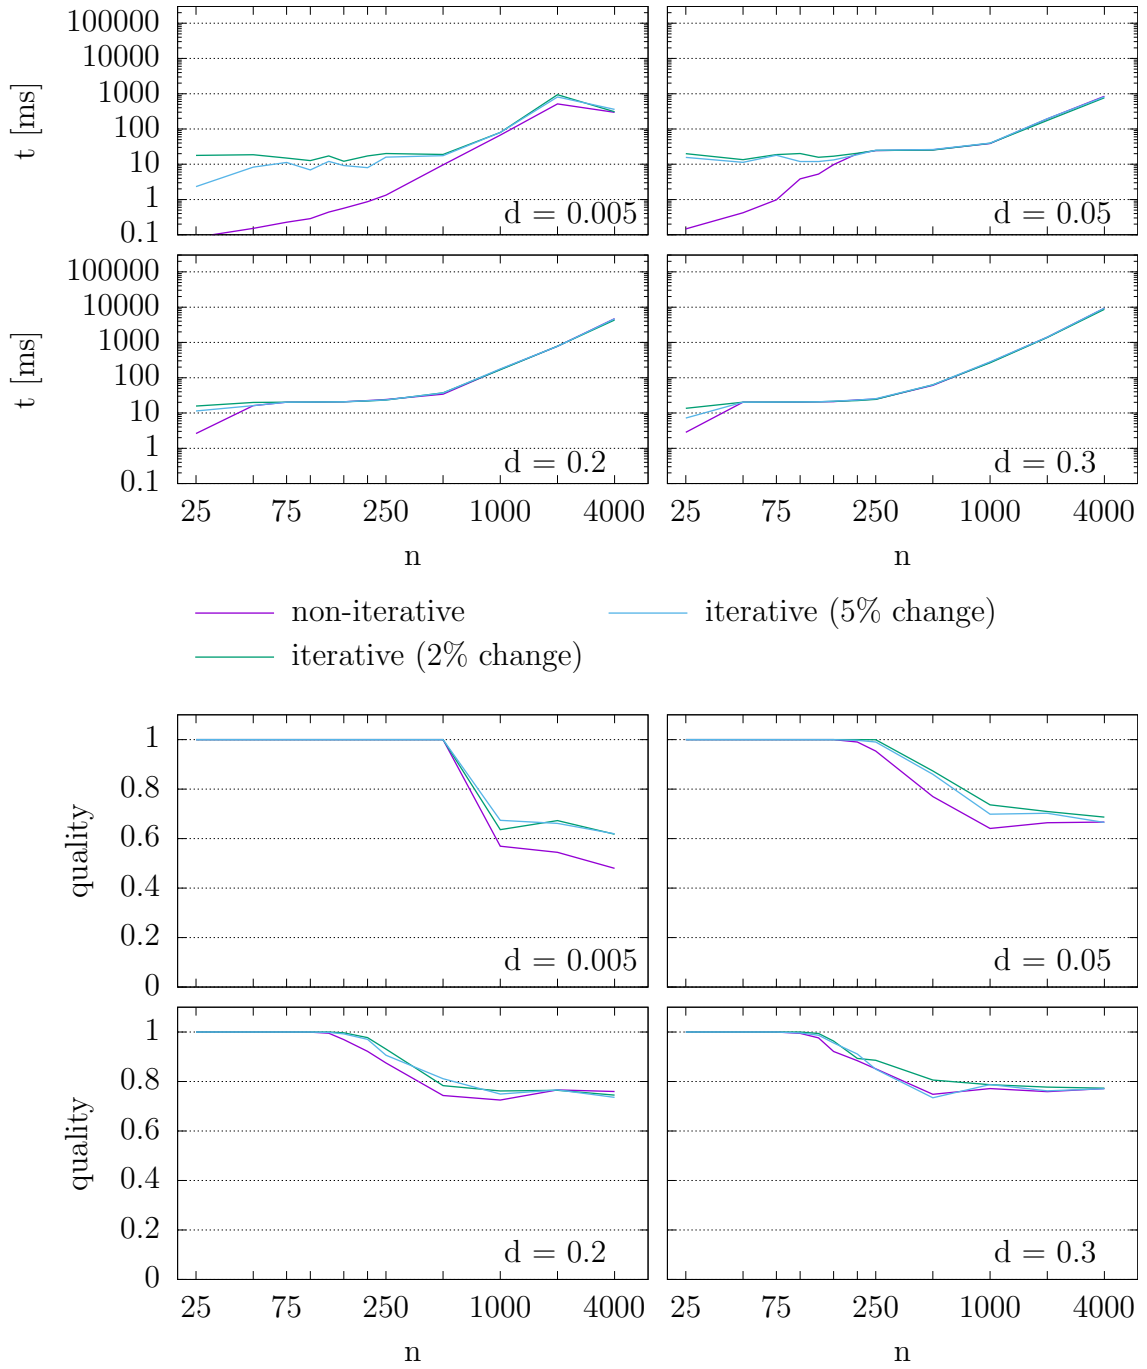 100000
10000
1000
100
10
1
0.1
t [ms]
d = 0.005
d = 0.05
100000
10000
1000
100
10
1
0.1
t [ms]
d = 0.2
d = 0.3
25 75 250 1000 4000
25 75 250 1000 4000
n
n
non-iterative
iterative (5% change)
iterative (2% change)
1
0.8
0.6
0.4
0.2
0
quality
d = 0.005
d = 0.05
1
0.8
0.6
0.4
0.2
0
quality
d = 0.2
d = 0.3
25 75 250 1000 4000
25 75 250 1000 4000
n
n